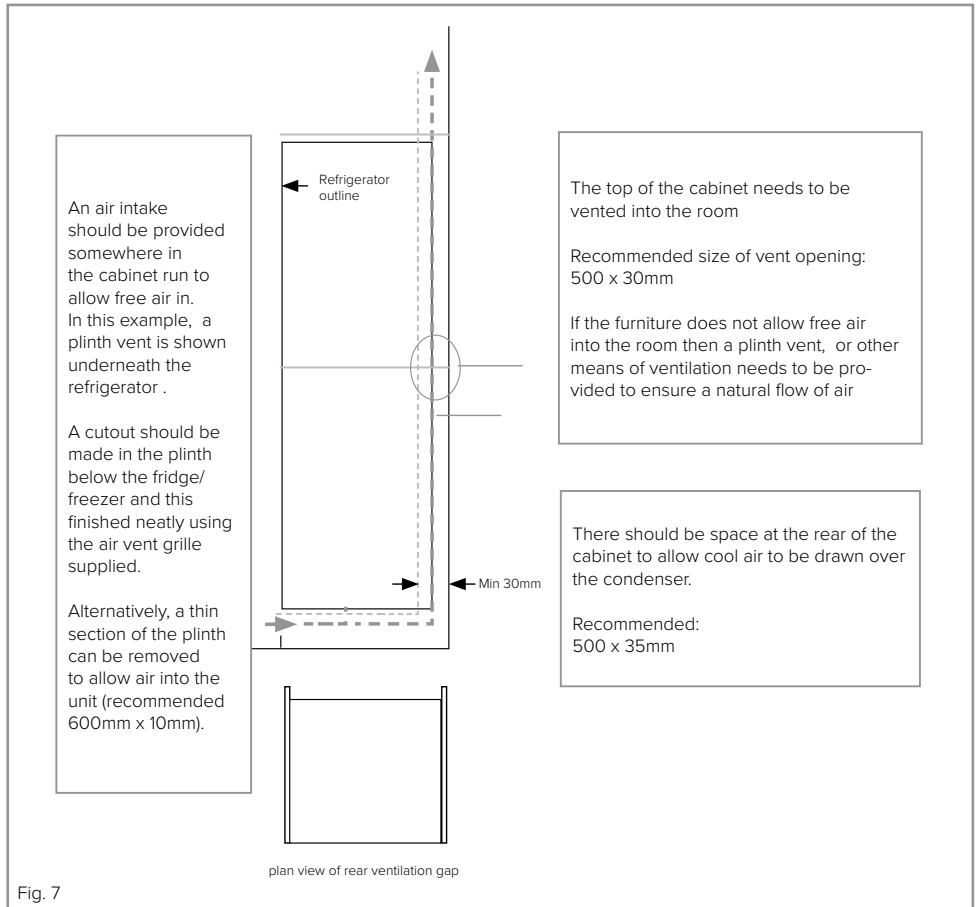 An air intake
should be provided
somewhere in
the cabinet run to
allow free air in.
In this example, a
plinth vent is shown
underneath the
refrigerator .
A cutout should be
made in the plinth
below the fridge/
freezer and this
finished neatly using
the air vent grille
supplied.
Alternatively, a thin
section of the plinth
can be removed
to allow air into the
unit (recommended
600mm x 10mm).
Refrigerator
outline
Min 30mm
plan view of rear ventilation gap
The top of the cabinet needs to be
vented into the room
Recommended size of vent opening:
500 x 30mm
If the furniture does not allow free air
into the room then a plinth vent, or other
means of ventilation needs to be pro-
vided to ensure a natural flow of air
There should be space at the rear of the
cabinet to allow cool air to be drawn over
the condenser.
Recommended:
500 x 35mm
Fig. 7